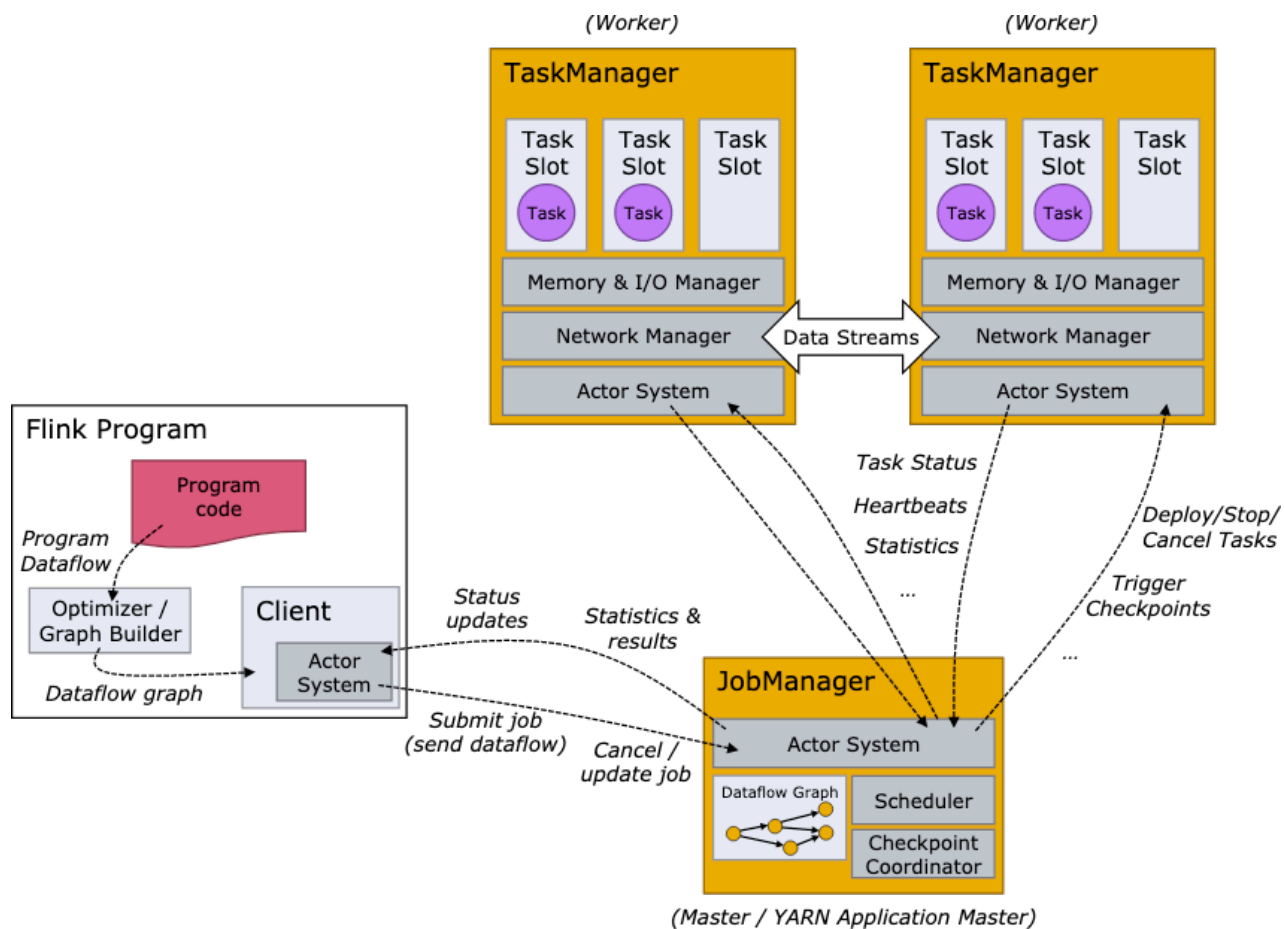 (Worker)
(Worker)
TaskManager
TaskManager
Task
Slot
Task
Slot
Task
Slot
Task
Slot
Task
Slot
Task
Slot
Task
Task
Task
Task
Memory & I/O Manager
Memory & I/O Manager
Network Manager
Data Streams
Network Manager
Actor System
Actor System
Flink Program
Program
code
Program
Dataflow
Optimizer /
Graph Builder
Dataflow graph
Client
Actor
System
Status
updates
Statistics &
results
Submit job
(send dataflow)
Cancel /
update job
Task Status
Heartbeats
Statistics
...
Deploy/Stop/
Cancel Tasks
Trigger
Checkpoints
...
JobManager
Actor System
Dataflow Graph
Scheduler
Checkpoint
Coordinator
(Master / YARN Application Master)